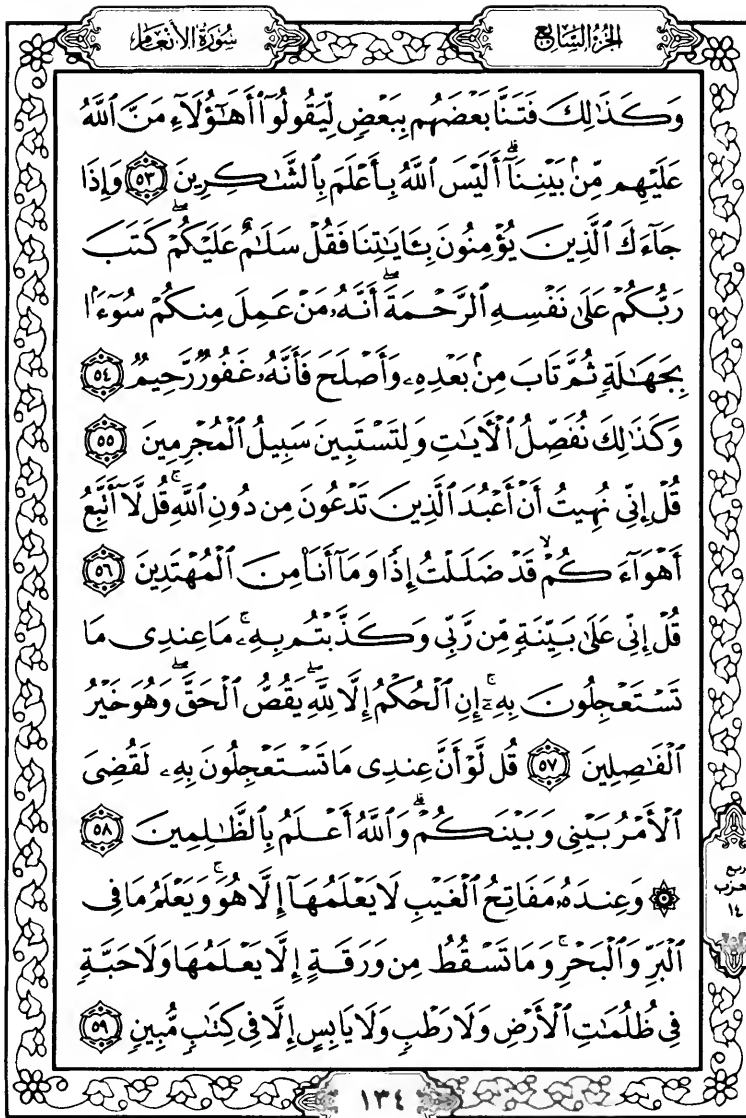 الجزء السابع
سورة الأنعام
وَكَذَٰلِكَ فَتَنَّا بَعْضَهُم بِبَعْضٍ لِّيَقُولُوٓا۟ أَهَـٰٓؤُلَآءِ مَنَّ ٱللَّهُ
عَلَيْهِم مِّنۢ بَيْنِنَآ ۗ أَلَيْسَ ٱللَّهُ بِأَعْلَمَ بِٱلشَّـٰكِرِينَ ٥٣ وَإِذَا
جَآءَكَ ٱلَّذِينَ يُؤْمِنُونَ بِـَٔايَـٰتِنَا فَقُلْ سَلَـٰمٌ عَلَيْكُمْ ۖ كَتَبَ
رَبُّكُمْ عَلَىٰ نَفْسِهِ ٱلرَّحْمَةَ ۖ أَنَّهُۥ مَنْ عَمِلَ مِنكُمْ سُوٓءًۢا
بِجَهَـٰلَةٍ ثُمَّ تَابَ مِنۢ بَعْدِهِۦ وَأَصْلَحَ فَأَنَّهُۥ غَفُورٌ رَّحِيمٌ ٥٤
وَكَذَٰلِكَ نُفَصِّلُ ٱلْـَٔايَـٰتِ وَلِتَسْتَبِينَ سَبِيلُ ٱلْمُجْرِمِينَ ٥٥
قُلْ إِنِّى نُهِيتُ أَنْ أَعْبُدَ ٱلَّذِينَ تَدْعُونَ مِن دُونِ ٱللَّهِ ۚ قُل لَّآ أَتَّبِعُ
أَهْوَآءَكُمْ ۙ قَدْ ضَلَلْتُ إِذًا وَمَآ أَنَا۠ مِنَ ٱلْمُهْتَدِينَ ٥٦
قُلْ إِنِّى عَلَىٰ بَيِّنَةٍ مِّن رَّبِّى وَكَذَّبْتُم بِهِۦ ۚ مَا عِندِى مَا
تَسْتَعْجِلُونَ بِهِۦٓ ۚ إِنِ ٱلْحُكْمُ إِلَّا لِلَّهِ ۖ يَقُصُّ ٱلْحَقَّ ۖ وَهُوَ خَيْرُ
ٱلْفَـٰصِلِينَ ٥٧ قُل لَّوْ أَنَّ عِندِى مَا تَسْتَعْجِلُونَ بِهِۦ لَقُضِىَ
ٱلْأَمْرُ بَيْنِى وَبَيْنَكُمْ ۗ وَٱللَّهُ أَعْلَمُ بِٱلظَّـٰلِمِينَ ٥٨
۞ وَعِندَهُۥ مَفَاتِحُ ٱلْغَيْبِ لَا يَعْلَمُهَآ إِلَّا هُوَ ۚ وَيَعْلَمُ مَا فِى
ٱلْبَرِّ وَٱلْبَحْرِ ۚ وَمَا تَسْقُطُ مِن وَرَقَةٍ إِلَّا يَعْلَمُهَا وَلَا حَبَّةٍ
فِى ظُلُمَـٰتِ ٱلْأَرْضِ وَلَا رَطْبٍ وَلَا يَابِسٍ إِلَّا فِى كِتَـٰبٍ مُّبِينٍ ٥٩
ربع
حزب
١٤
١٣٤